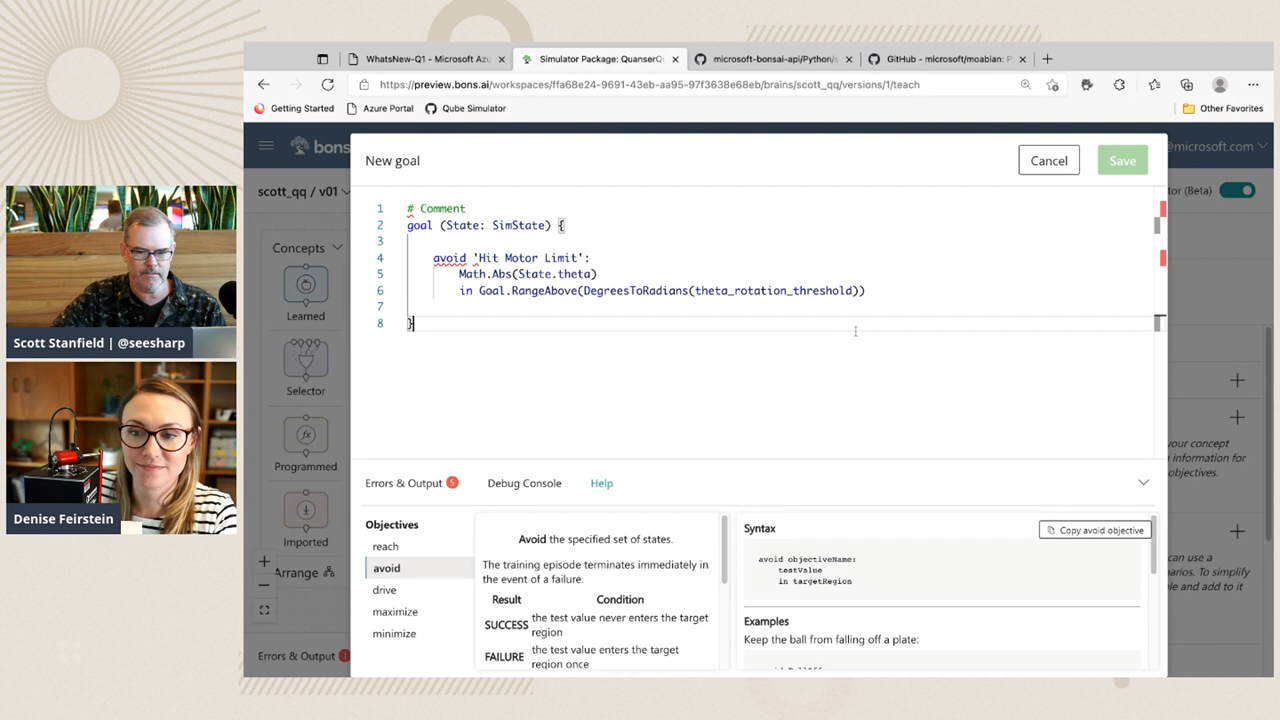 WhatsNew-Q1 - Microsoft Az
Simulator Package: QuanserQ
microsoft-bonsai-api/Python/s
GitHub - microsoft/moabian: P
https://preview.bons.ai/workspaces/ffa68e24-9691-43eb-aa95-97f3638e68eb/brains/scott_qq/versions/1/teach
Getting Started
Azure Portal
Qube Simulator
Other Favorites
bons
@microsoft.com
scott_qq / v01
tor (Beta)
New goal
Cancel
Save
1 # Comment
2 goal (State: SimState) {
3
4 avoid 'Hit Motor Limit':
5 Math.Abs(State.theta)
6 in Goal.RangeAbove(DegreesToRadians(theta_rotation_threshold))
7
8 }
Concepts
Learned
Selector
Programmed
Imported
Arrange
Errors & Output 1
your concept
information for
objectives.
can use a
narios. To simplify
le and add to it
Errors & Output 5
Debug Console
Help
Objectives
reach
avoid
drive
maximize
minimize
Avoid the specified set of states.
The training episode terminates immediately in
the event of a failure.
Result Condition
SUCCESS the test value never enters the target
region
FAILURE the test value enters the target
region once
Syntax
Copy avoid objective
avoid objectiveName:
testValue
in targetRegion
Examples
Keep the ball from falling off a plate:
Scott Stanfield | @seesharp
Denise Feirstein